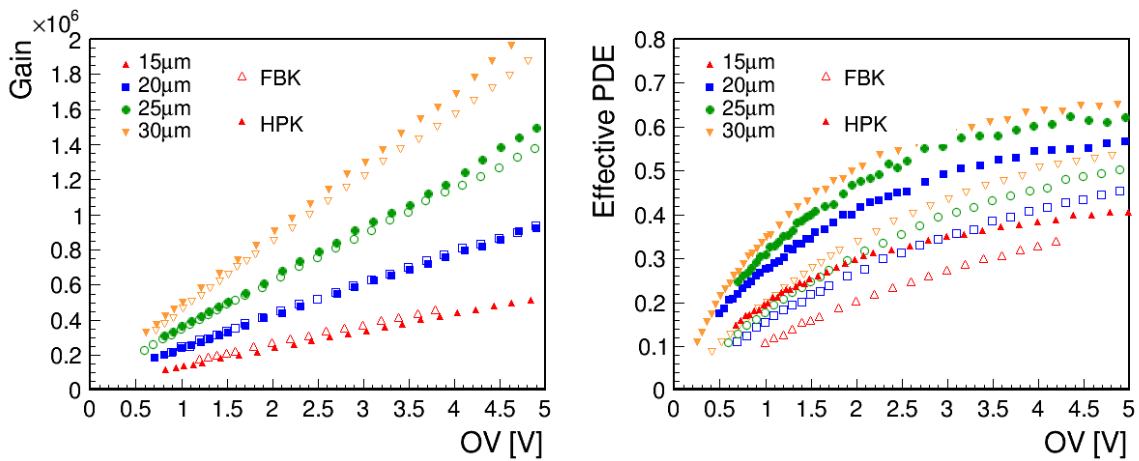 ×10⁶
Gain
2
1.8
1.6
1.4
1.2
1
0.8
0.6
0.4
0.2
0
0 0.5 1 1.5 2 2.5 3 3.5 4 4.5 5
OV [V]
15μm
20μm
25μm
30μm
FBK
HPK
Effective PDE
0.8
0.7
0.6
0.5
0.4
0.3
0.2
0.1
0
0 0.5 1 1.5 2 2.5 3 3.5 4 4.5 5
OV [V]
15μm
20μm
25μm
30μm
FBK
HPK